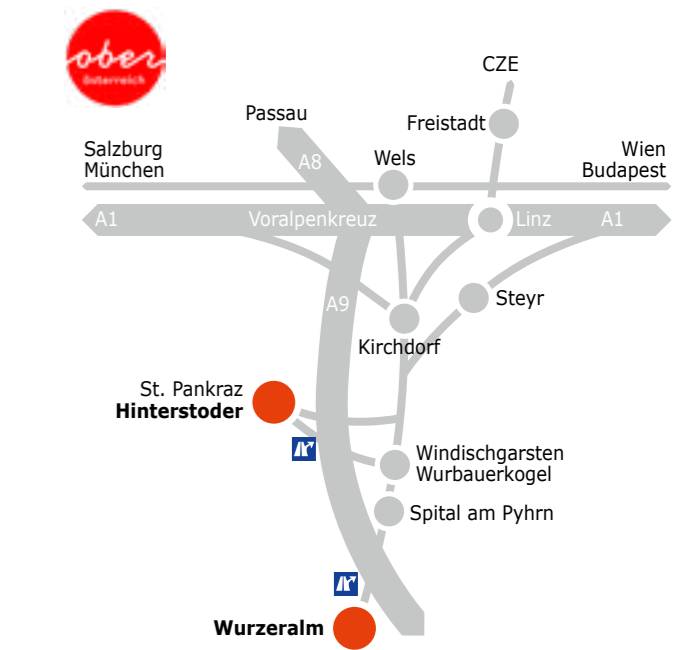 ober
österreich
CZE
Passau
Freistadt
Salzburg
München
A8
Wels
Wien
Budapest
A1
Voralpenkreuz
Linz
A1
A9
Steyr
Kirchdorf
St. Pankraz
Hinterstoder
Windischgarsten
Wurbauerkogel
Spital am Pyhrn
Wurzeralm